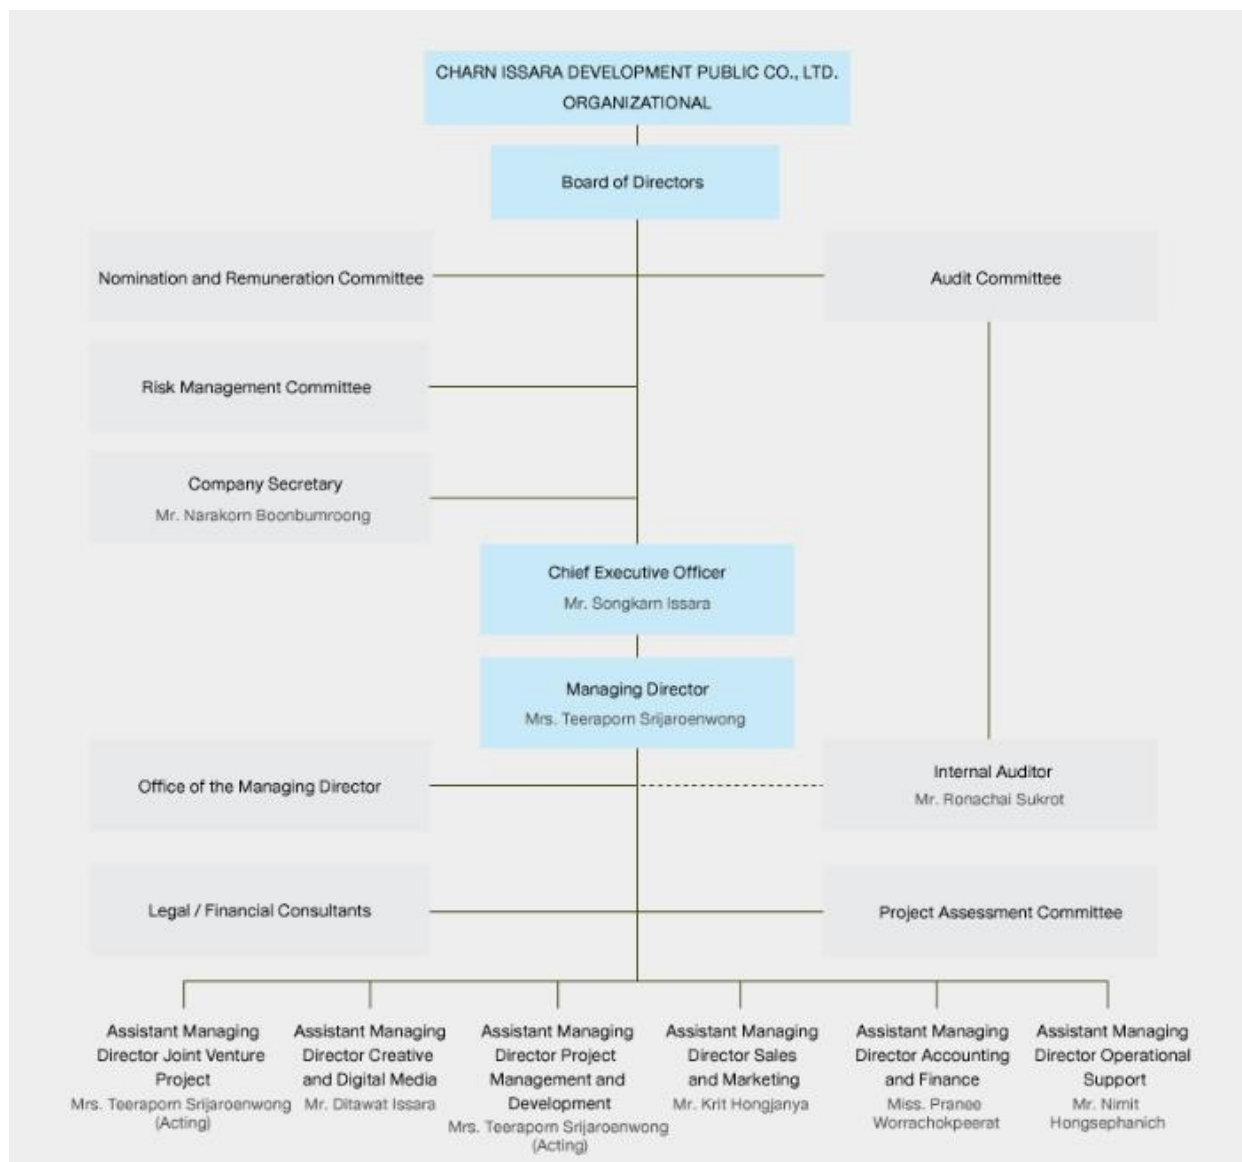 CHARN ISSARA DEVELOPMENT PUBLIC CO., LTD.
ORGANIZATIONAL
Board of Directors
Nomination and Remuneration Committee
Audit Committee
Risk Management Committee
Company Secretary
Mr. Narakorn Boonbumroong
Chief Executive Officer
Mr. Songkarn Issara
Managing Director
Mrs. Teeraporn Srijaroenwong
Office of the Managing Director
Internal Auditor
Mr. Ronachai Sukrot
Legal / Financial Consultants
Project Assessment Committee
Assistant Managing
Director Joint Venture
Project
Mrs. Teeraporn Srijaroenwong
(Acting)
Assistant Managing
Director Creative
and Digital Media
Mr. Ditawat Issara
Assistant Managing
Director Project
Management and
Development
Mrs. Teeraporn Srijaroenwong
(Acting)
Assistant Managing
Director Sales
and Marketing
Mr. Krit Hongjanya
Assistant Managing
Director Accounting
and Finance
Miss. Pranee
Worrachokpeerat
Assistant Managing
Director Operational
Support
Mr. Nimit
Hongsephanich